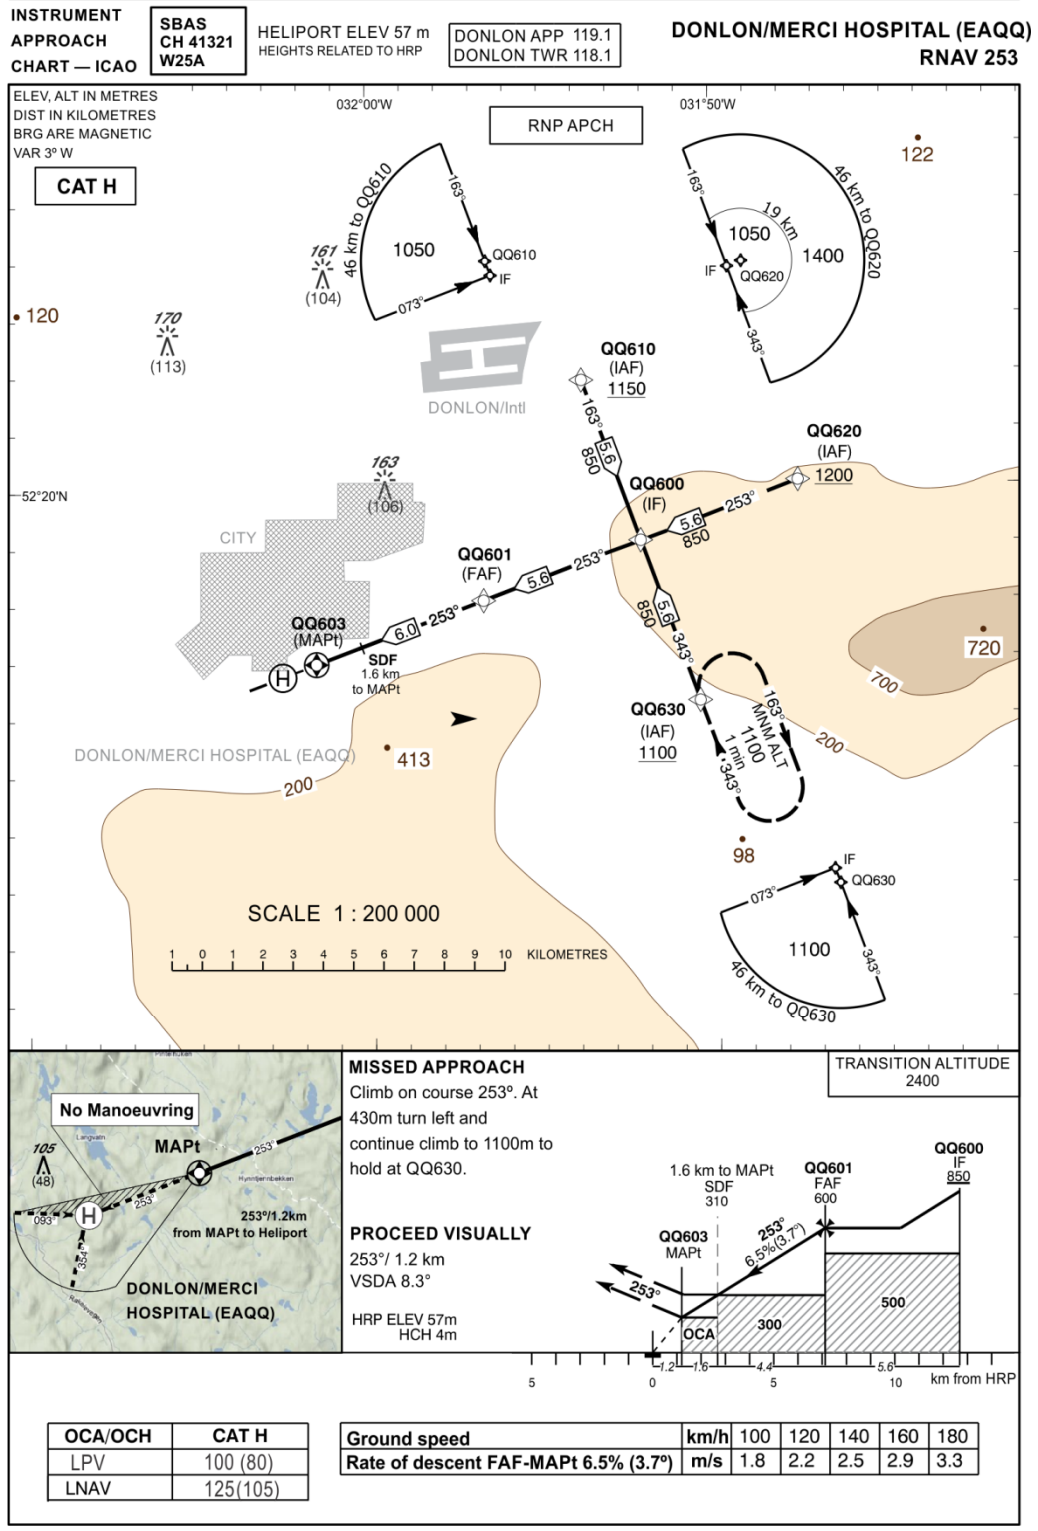 INSTRUMENT
APPROACH
CHART — ICAO
SBAS
CH 41321
W25A
HELIPORT ELEV 57 m
HEIGHTS RELATED TO HRP
DONLON APP 119.1
DONLON TWR 118.1
DONLON/MERCI HOSPITAL (EAQQ)
RNAV 253
ELEV, ALT IN METRES
DIST IN KILOMETRES
BRG ARE MAGNETIC
VAR 3º W
CAT H
032°00'W
031°50'W
RNP APCH
122
46 km to QQ610
163°
1050
QQ610
IF
073°
163°
46 km to QQ620
19 km
1050
1400
IF
QQ620
343°
161
(104)
120
170
(113)
DONLON/Intl
QQ610
(IAF)
1150
163°
5.6
850
QQ620
(IAF)
1200
163
(106)
52°20'N
QQ600
(IF)
253°
5.6
850
CITY
QQ601
(FAF)
253°
5.6
253°
6.0
QQ603
(MAPt)
H
SDF
1.6 km
to MAPt
850
5.6
343°
720
700
QQ630
(IAF)
1100
163°
MNM ALT
1100
1 min
343°
200
DONLON/MERCI HOSPITAL (EAQQ)
413
200
98
IF
QQ630
073°
1100
343°
46 km to QQ630
SCALE 1 : 200 000
1 0 1 2 3 4 5 6 7 8 9 10 KILOMETRES
No Manoeuvring
Langvatn
MAPt
105
(48)
253°
Hynntjernbekken
253°
093°
H
354°
253°/1.2km
from MAPt to Heliport
DONLON/MERCI
HOSPITAL (EAQQ)
MISSED APPROACH
Climb on course 253º. At
430m turn left and
continue climb to 1100m to
hold at QQ630.
PROCEED VISUALLY
253°/ 1.2 km
VSDA 8.3°
HRP ELEV 57m
HCH 4m
TRANSITION ALTITUDE
2400
QQ600
IF
850
1.6 km to MAPt
SDF
310
QQ601
FAF
600
QQ603
MAPt
253°
6.5%(3.7°)
253°
500
300
OCA
1.2 1.6 4.4 5.6
5 0 5 10 km from HRP
OCA/OCH CAT H
LPV 100 (80)
LNAV 125(105)
Ground speed km/h 100 120 140 160 180
Rate of descent FAF-MAPt 6.5% (3.7º) m/s 1.8 2.2 2.5 2.9 3.3